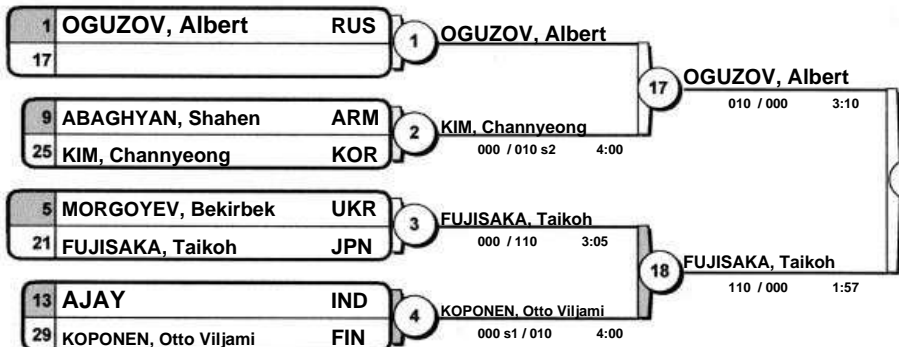 1 OGUZOV, Albert RUS
17
1 OGUZOV, Albert
9 ABAGHYAN, Shahen ARM
25 KIM, Channyeong KOR
2 KIM, Channyeong
000 / 010 s2 4:00
17 OGUZOV, Albert
010 / 000 3:10
5 MORGOYEV, Bekirbek UKR
21 FUJISAKA, Taikoh JPN
3 FUJISAKA, Taikoh
000 / 110 3:05
13 AJAY IND
29 KOPONEN, Otto Viljami FIN
4 KOPONEN, Otto Viljami
000 s1 / 010 4:00
18 FUJISAKA, Taikoh
110 / 000 1:57